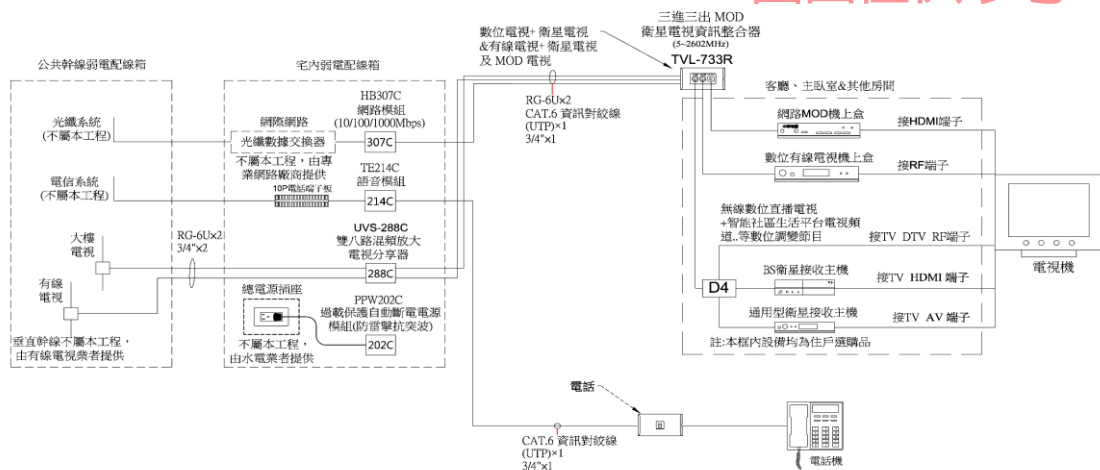 三進三出 MOD
衛星電視資訊整合器
(5~2602MHz)
TVL-733R
數位電視+ 衛星電視
&有線電視+ 衛星電視
及 MOD 電視
公共幹線弱電配線箱
宅內弱電配線箱
客廳、主臥室&其他房間
光纖系統
(不屬本工程)
網際網路
光纖數據交換器
不屬本工程，由專
業網路廠商提供
HB307C
網路模組
(10/100/1000Mbps)
307C
RG-6U×2
CAT.6 資訊對絞線
(UTP)×1
3/4"×1
網路MOD機上盒
接HDMI端子
數位有線電視機上盒
接RF端子
電信系統
(不屬本工程)
10P電話端子板
TE214C
語音模組
214C
無線數位直播電視
+智能社區生活平台電視頻
道..等數位調變節目
接TV DTV RF端子
電視機
大樓
電視
RG-6U×2
3/4"×2
UVS-288C
雙八路混頻放大
電視分享器
288C
D4
BS衛星接收主機
接TV HDMI 端子
有線
電視
總電源插座
PPW202C
過載保護自動斷電電源
模組(防雷擊抗突波)
202C
通用型衛星接收主機
接TV AV 端子
垂直幹線不屬本工程，
由有線電視業者提供
不屬本工程，
由水電業者提供
註:本框內設備均為住戶選購品
電話
CAT.6 資訊對絞線
(UTP)×1
3/4"×1
電話機